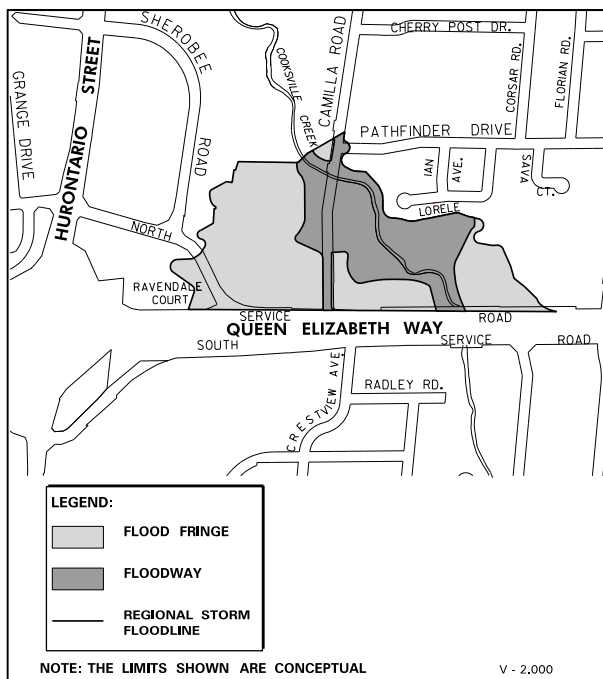 SHEROBEE
ROAD
COOKSVILLE
CREEK
CAMILLA ROAD
CHERRY POST DR.
CORSAR RD.
FLORIAN RD.
GRANGE DRIVE
HURONTARIO STREET
PATHFINDER DRIVE
IAN
AVE.
SAVA
CT.
LORELE
NORTH
RAVENDALE
COURT
SERVICE
ROAD
QUEEN ELIZABETH WAY
SOUTH
SERVICE
ROAD
CRESTVIEW AVE.
RADLEY RD.
LEGEND:
FLOOD FRINGE
FLOODWAY
REGIONAL STORM
FLOODLINE
NOTE: THE LIMITS SHOWN ARE CONCEPTUAL
V - 2.000